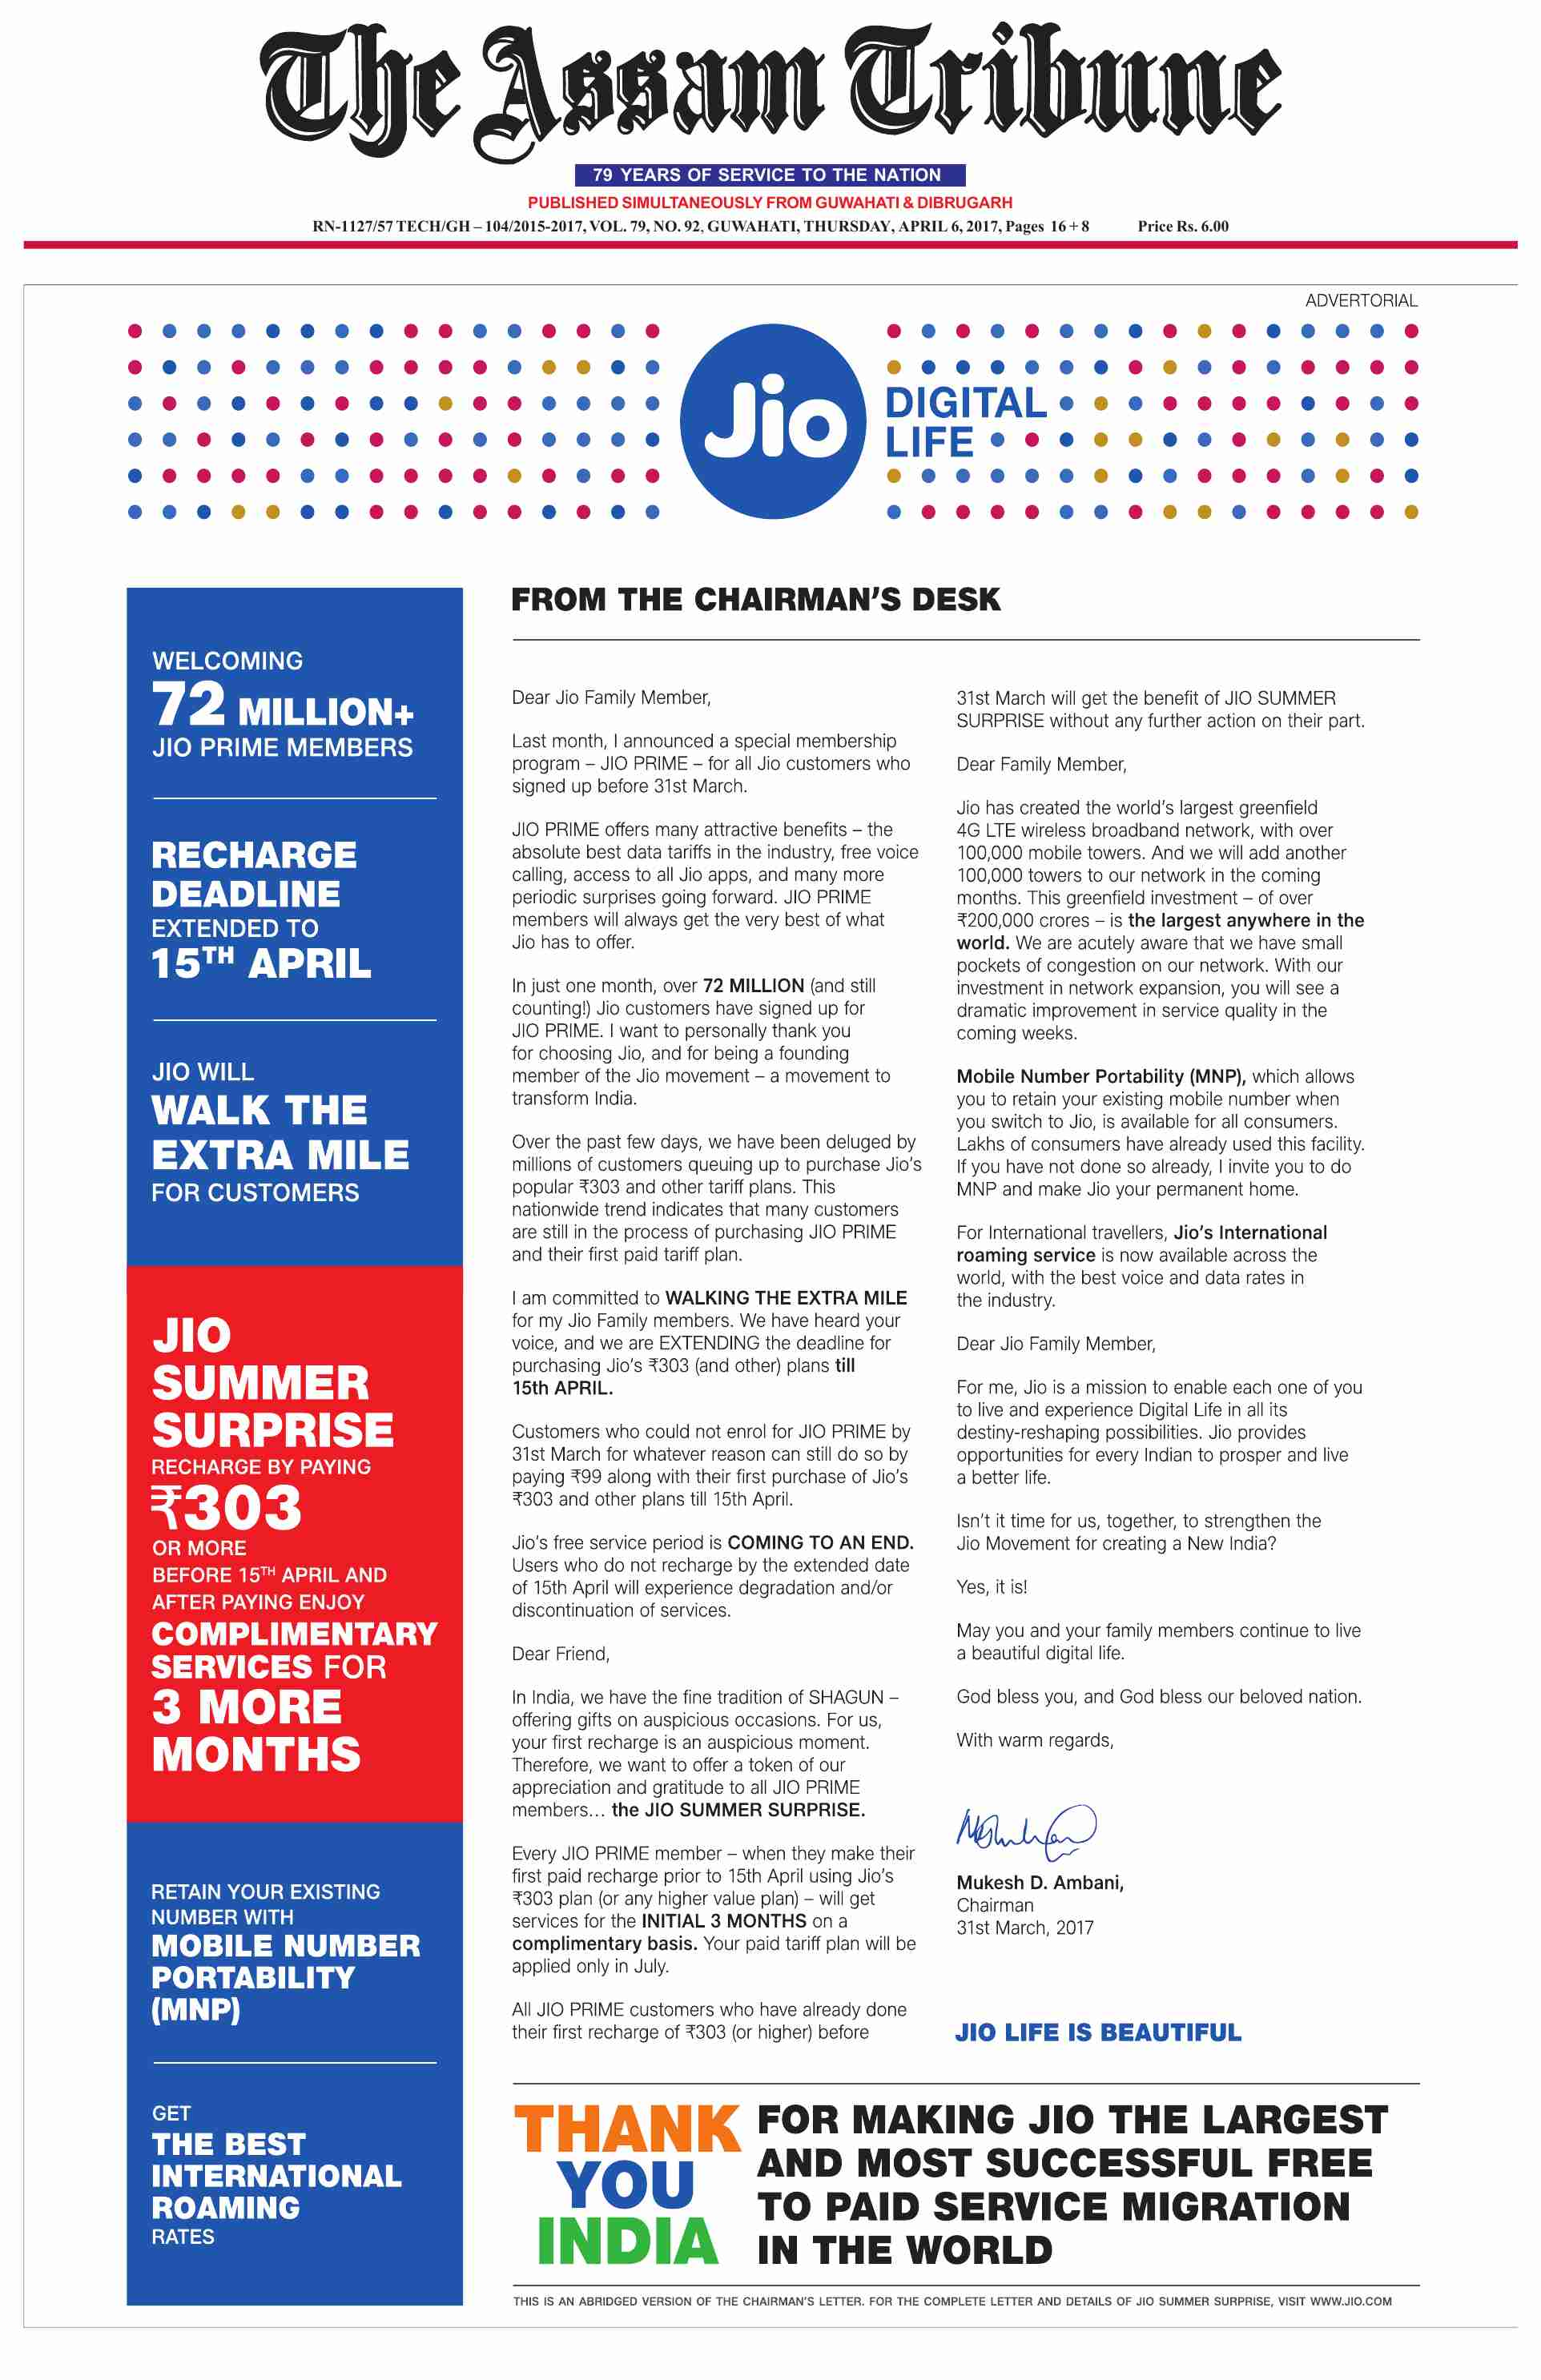 The Assam Tribune
79 YEARS OF SERVICE TO THE NATION
PUBLISHED SIMULTANEOUSLY FROM GUWAHATI & DIBRUGARH
RN-1127/57 TECH/GH – 104/2015-2017, VOL. 79, NO. 92, GUWAHATI, THURSDAY, APRIL 6, 2017, Pages 16 + 8 Price Rs. 6.00
ADVERTORIAL
Jio
DIGITAL
LIFE
WELCOMING
72 MILLION+
JIO PRIME MEMBERS
RECHARGE
DEADLINE
EXTENDED TO
15TH APRIL
JIO WILL
WALK THE
EXTRA MILE
FOR CUSTOMERS
JIO
SUMMER
SURPRISE
RECHARGE BY PAYING
₹303
OR MORE
BEFORE 15TH APRIL AND
AFTER PAYING ENJOY
COMPLIMENTARY
SERVICES FOR
3 MORE
MONTHS
RETAIN YOUR EXISTING
NUMBER WITH
MOBILE NUMBER
PORTABILITY
(MNP)
GET
THE BEST
INTERNATIONAL
ROAMING
RATES
FROM THE CHAIRMAN'S DESK
Dear Jio Family Member,
Last month, I announced a special membership
program – JIO PRIME – for all Jio customers who
signed up before 31st March.
JIO PRIME offers many attractive benefits – the
absolute best data tariffs in the industry, free voice
calling, access to all Jio apps, and many more
periodic surprises going forward. JIO PRIME
members will always get the very best of what
Jio has to offer.
In just one month, over 72 MILLION (and still
counting!) Jio customers have signed up for
JIO PRIME. I want to personally thank you
for choosing Jio, and for being a founding
member of the Jio movement – a movement to
transform India.
Over the past few days, we have been deluged by
millions of customers queuing up to purchase Jio's
popular ₹303 and other tariff plans. This
nationwide trend indicates that many customers
are still in the process of purchasing JIO PRIME
and their first paid tariff plan.
I am committed to WALKING THE EXTRA MILE
for my Jio Family members. We have heard your
voice, and we are EXTENDING the deadline for
purchasing Jio's ₹303 (and other) plans till
15th APRIL.
Customers who could not enrol for JIO PRIME by
31st March for whatever reason can still do so by
paying ₹99 along with their first purchase of Jio's
₹303 and other plans till 15th April.
Jio's free service period is COMING TO AN END.
Users who do not recharge by the extended date
of 15th April will experience degradation and/or
discontinuation of services.
Dear Friend,
In India, we have the fine tradition of SHAGUN –
offering gifts on auspicious occasions. For us,
your first recharge is an auspicious moment.
Therefore, we want to offer a token of our
appreciation and gratitude to all JIO PRIME
members... the JIO SUMMER SURPRISE.
Every JIO PRIME member – when they make their
first paid recharge prior to 15th April using Jio's
₹303 plan (or any higher value plan) – will get
services for the INITIAL 3 MONTHS on a
complimentary basis. Your paid tariff plan will be
applied only in July.
All JIO PRIME customers who have already done
their first recharge of ₹303 (or higher) before
31st March will get the benefit of JIO SUMMER
SURPRISE without any further action on their part.
Dear Family Member,
Jio has created the world's largest greenfield
4G LTE wireless broadband network, with over
100,000 mobile towers. And we will add another
100,000 towers to our network in the coming
months. This greenfield investment – of over
₹200,000 crores – is the largest anywhere in the
world. We are acutely aware that we have small
pockets of congestion on our network. With our
investment in network expansion, you will see a
dramatic improvement in service quality in the
coming weeks.
Mobile Number Portability (MNP), which allows
you to retain your existing mobile number when
you switch to Jio, is available for all consumers.
Lakhs of consumers have already used this facility.
If you have not done so already, I invite you to do
MNP and make Jio your permanent home.
For International travellers, Jio's International
roaming service is now available across the
world, with the best voice and data rates in
the industry.
Dear Jio Family Member,
For me, Jio is a mission to enable each one of you
to live and experience Digital Life in all its
destiny-reshaping possibilities. Jio provides
opportunities for every Indian to prosper and live
a better life.
Isn't it time for us, together, to strengthen the
Jio Movement for creating a New India?
Yes, it is!
May you and your family members continue to live
a beautiful digital life.
God bless you, and God bless our beloved nation.
With warm regards,
Mukesh D. Ambani,
Chairman
31st March, 2017
JIO LIFE IS BEAUTIFUL
THANK
YOU
INDIA
FOR MAKING JIO THE LARGEST
AND MOST SUCCESSFUL FREE
TO PAID SERVICE MIGRATION
IN THE WORLD
THIS IS AN ABRIDGED VERSION OF THE CHAIRMAN'S LETTER. FOR THE COMPLETE LETTER AND DETAILS OF JIO SUMMER SURPRISE, VISIT WWW.JIO.COM